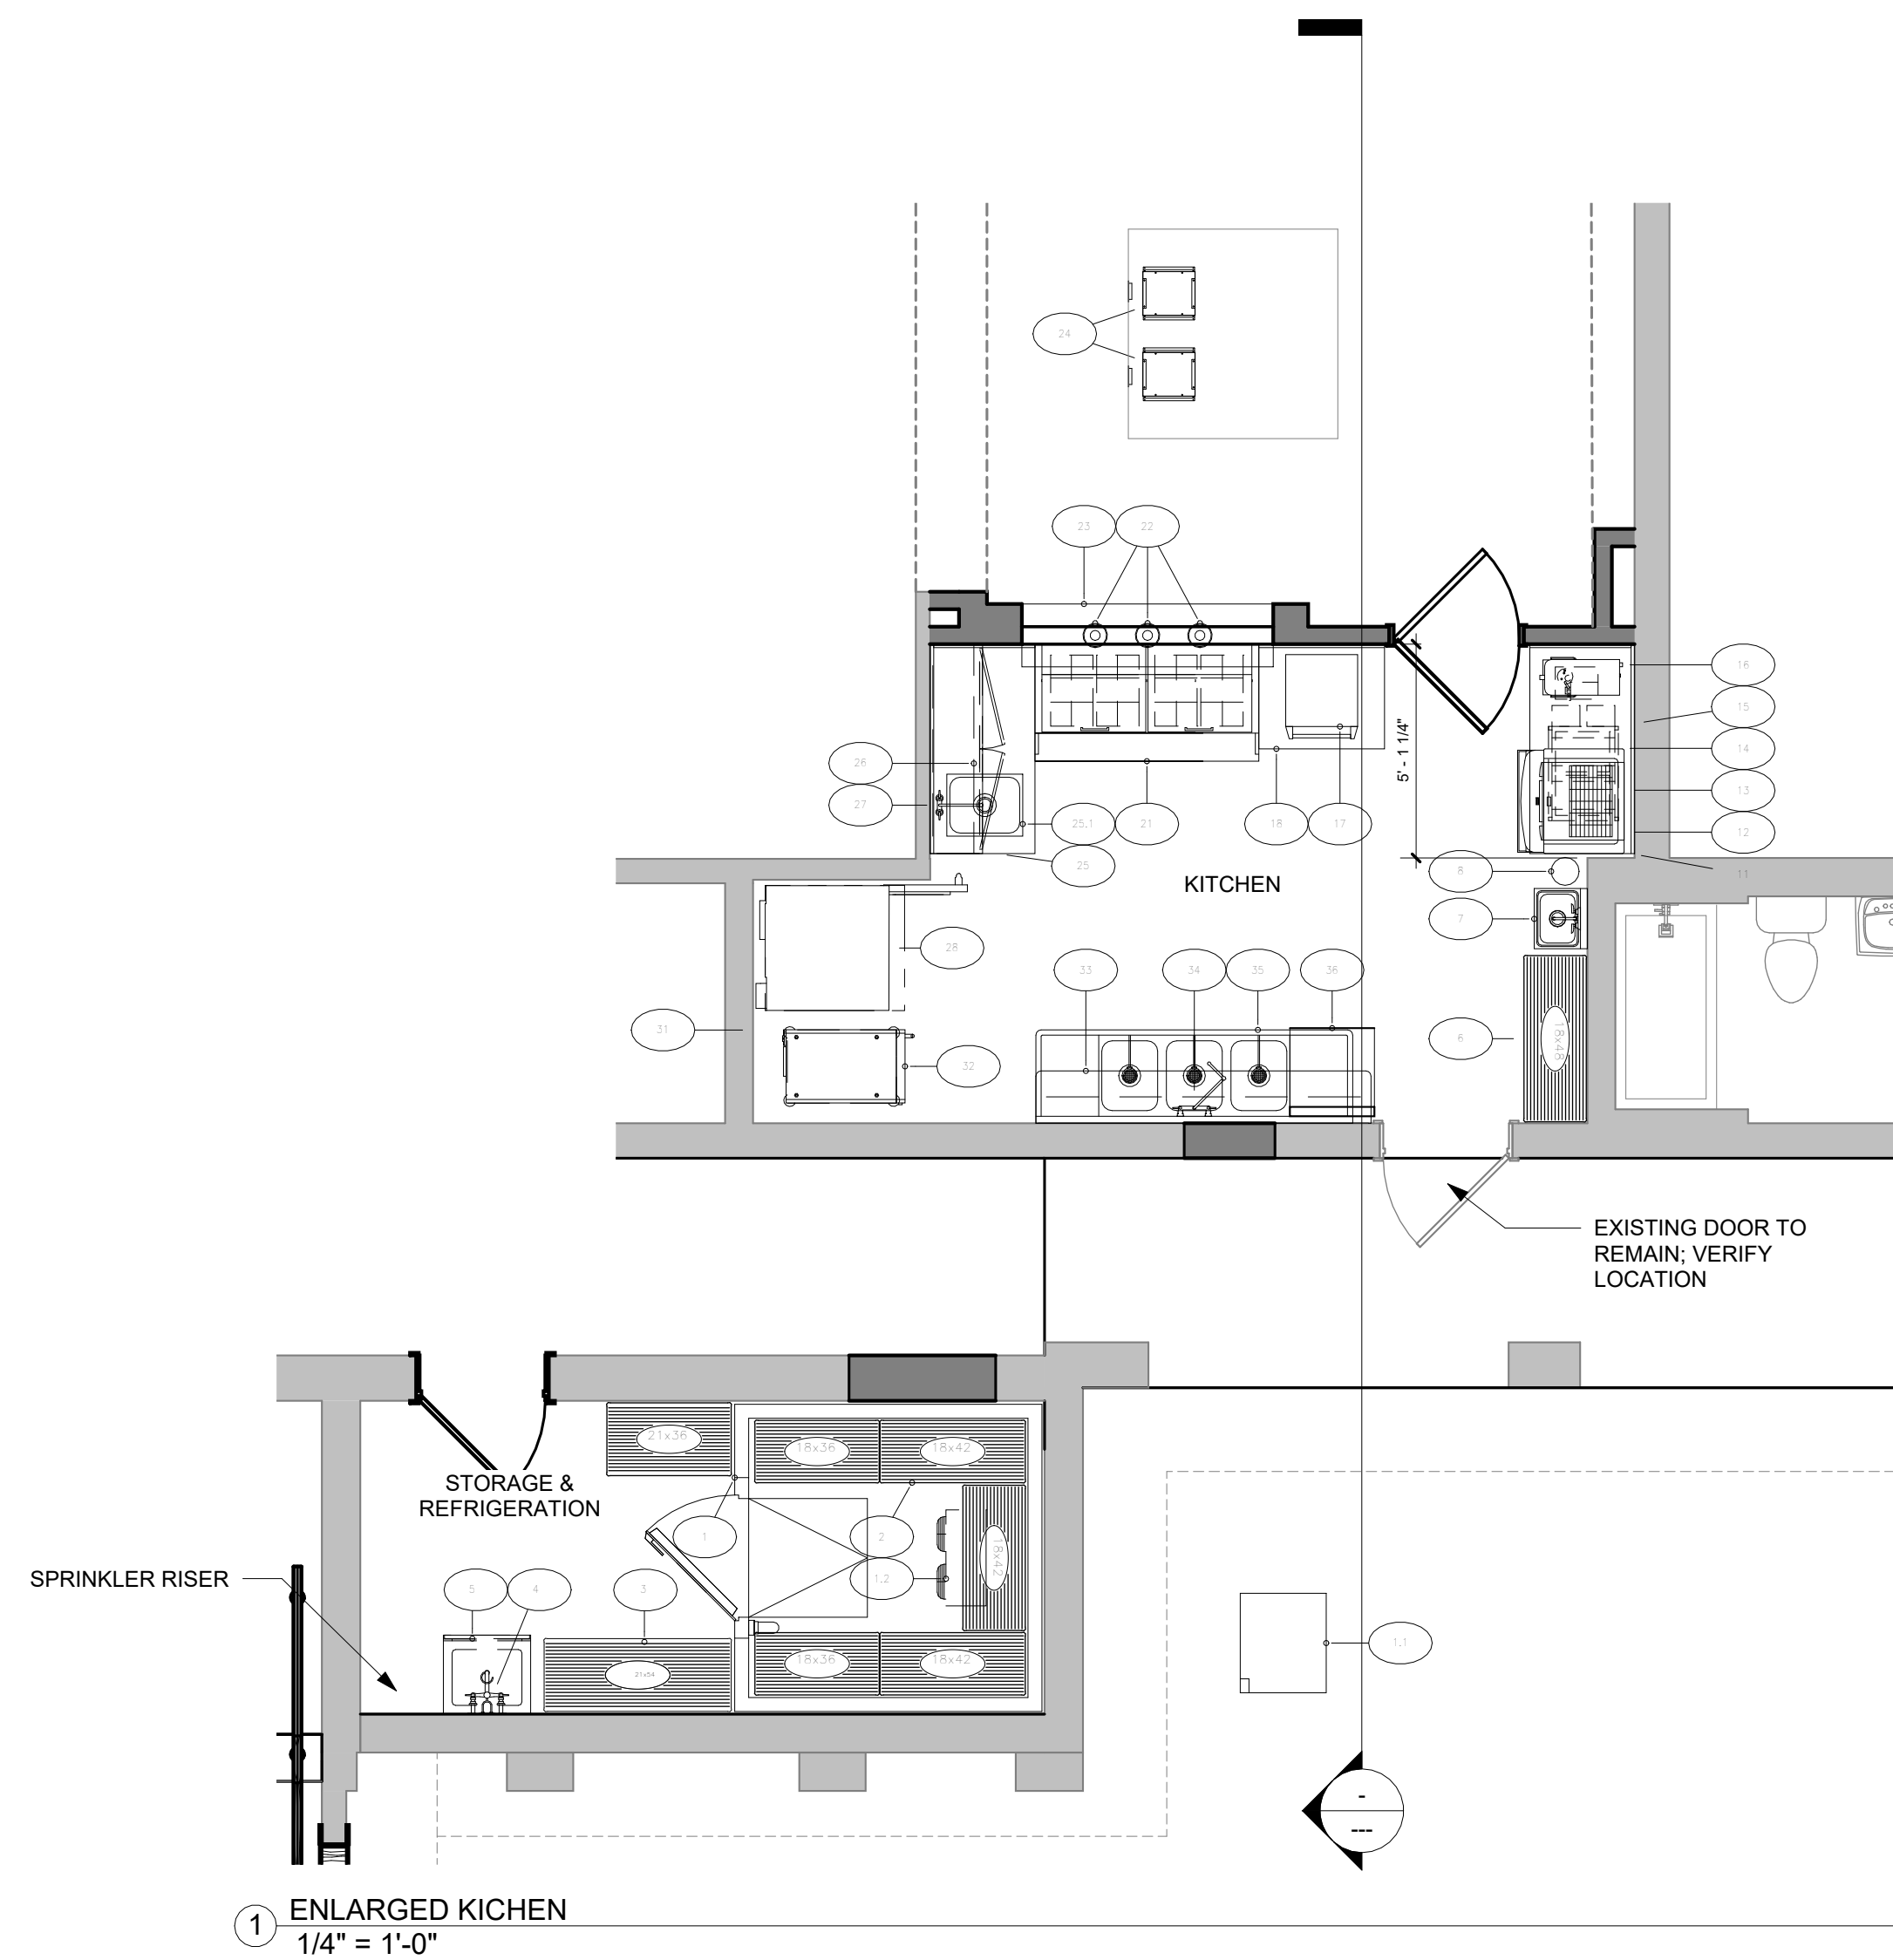 24
23
22
16
15
14
13
12
11
5' - 1 1/4"
26
27
25.1
21
18
17
25
8
7
KITCHEN
28
33
34
35
36
31
32
6
18x48
EXISTING DOOR TO
REMAIN; VERIFY
LOCATION
21x36
18x36
18x42
STORAGE &
REFRIGERATION
1
2
18x42
1.2
SPRINKLER RISER
5
4
3
21x54
18x36
18x42
1.1
-
---
1
ENLARGED KICHEN
1/4" = 1'-0"